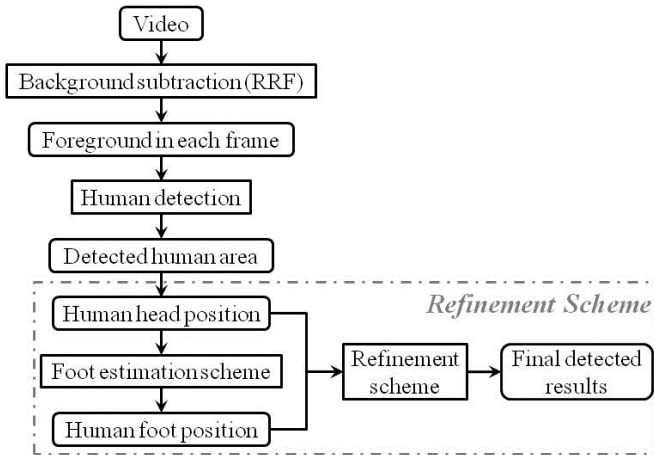 Video
Background subtraction (RRF)
Foreground in each frame
Human detection
Detected human area
Refinement Scheme
Human head position
Foot estimation scheme
Human foot position
Refinement
scheme
Final detected
results